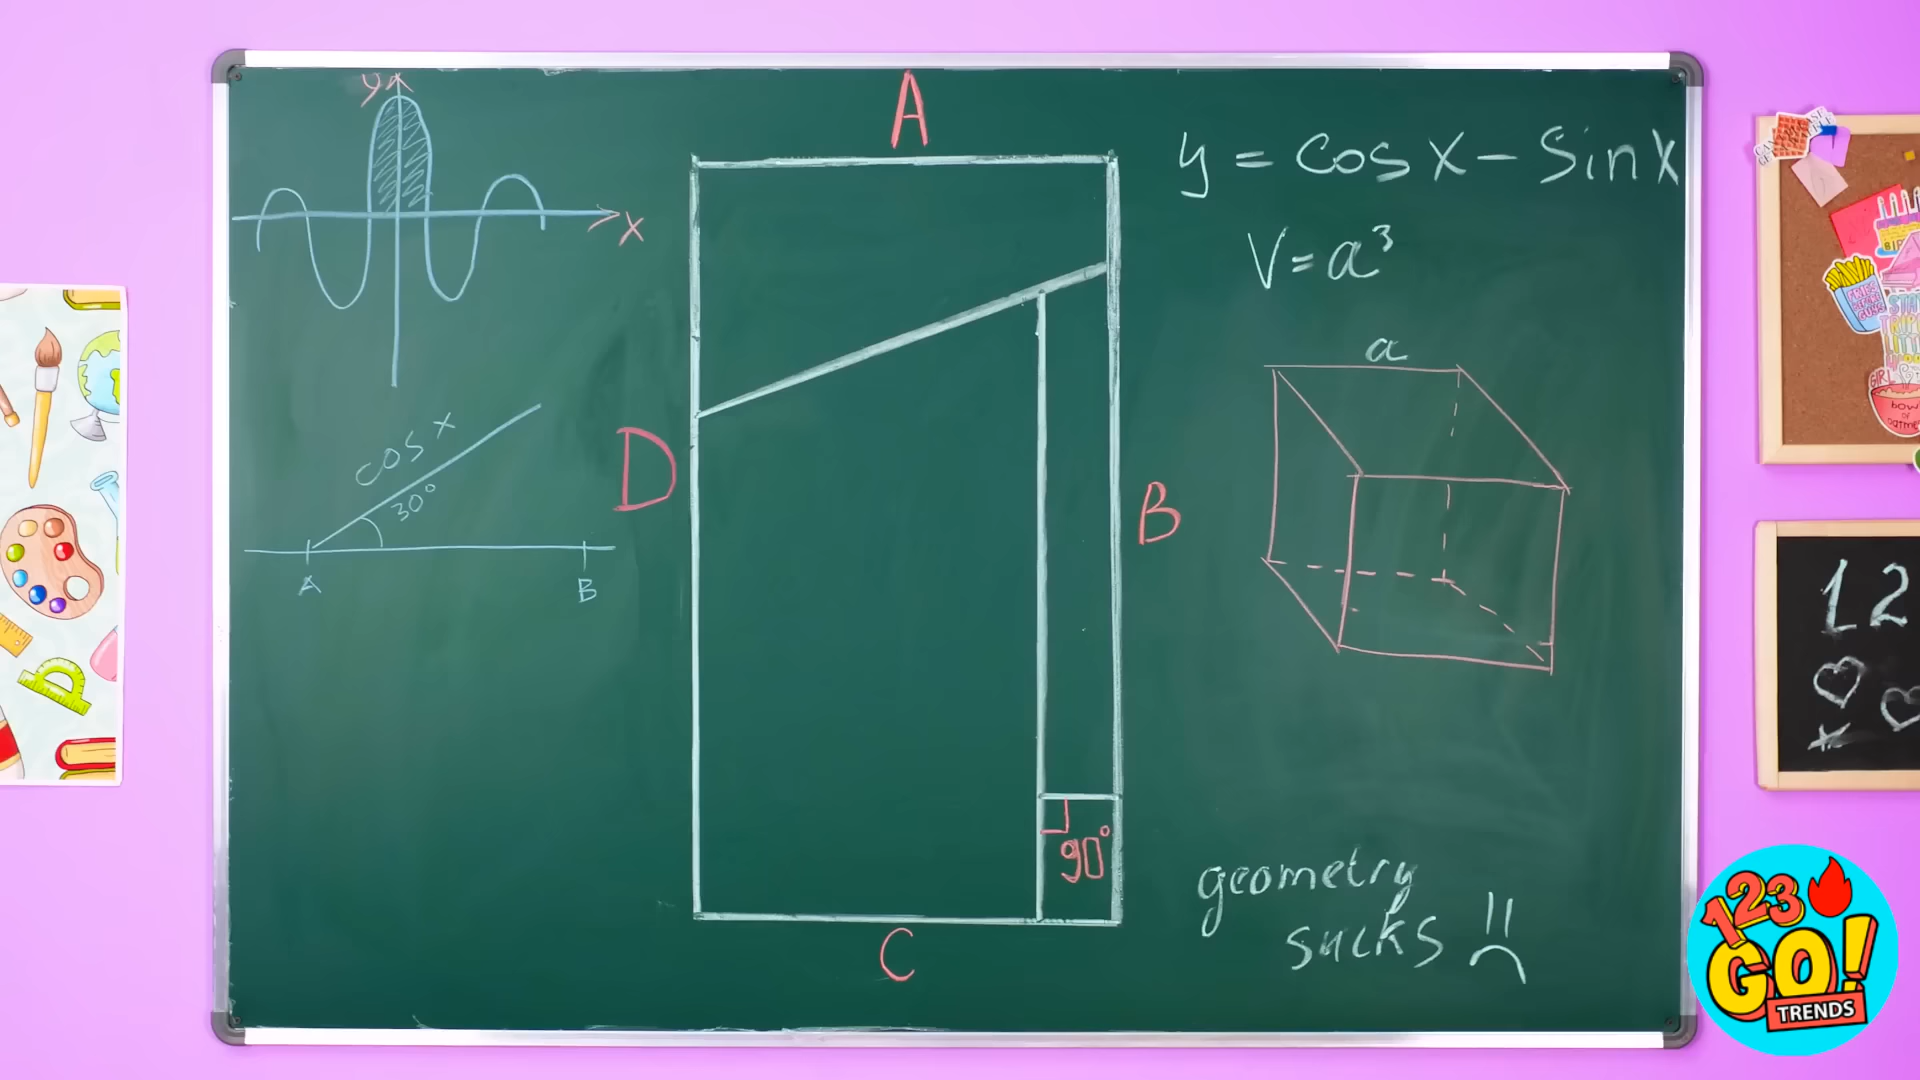 y
x
cos x
30°
A
B
A
D
B
C
90°
y = cos x - sin x
V = a³
a
geometry
sucks
12
123
GO!
TRENDS